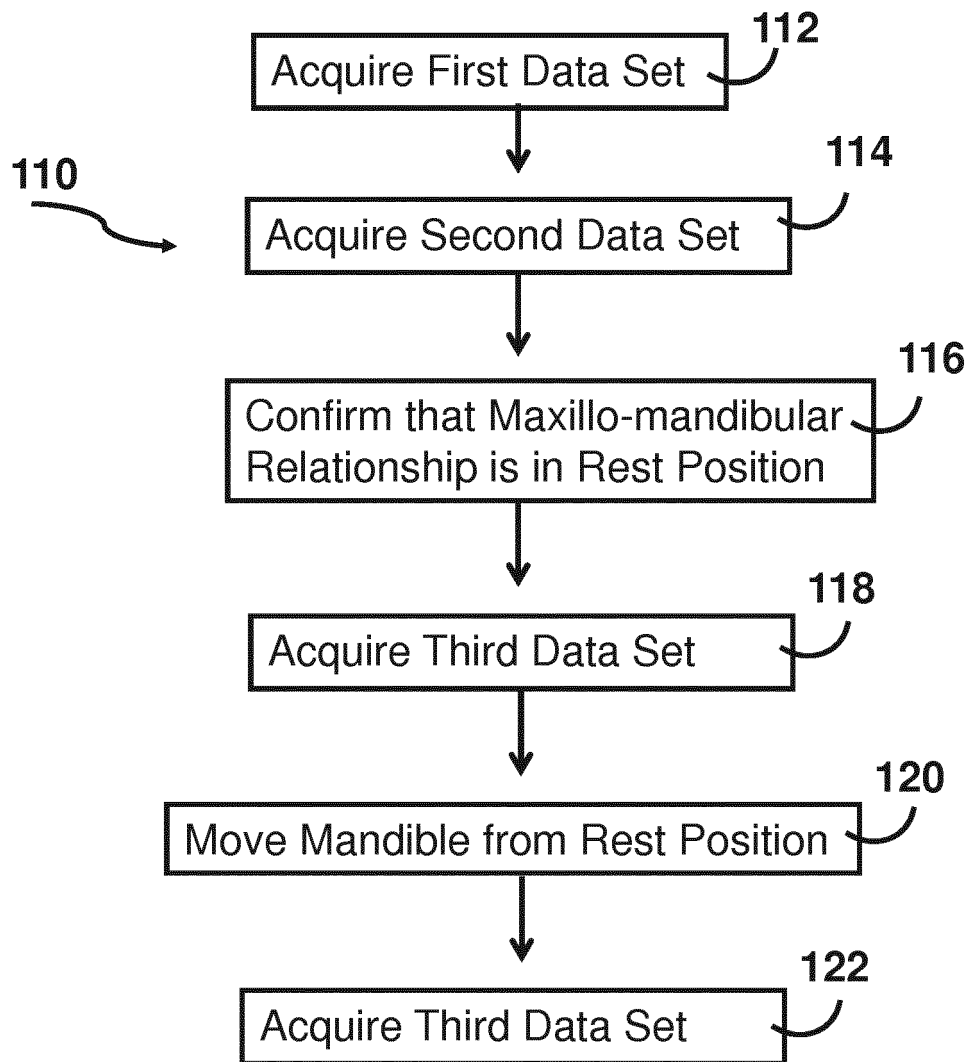 112
Acquire First Data Set
110
114
Acquire Second Data Set
116
Confirm that Maxillo-mandibular
Relationship is in Rest Position
118
Acquire Third Data Set
120
Move Mandible from Rest Position
122
Acquire Third Data Set